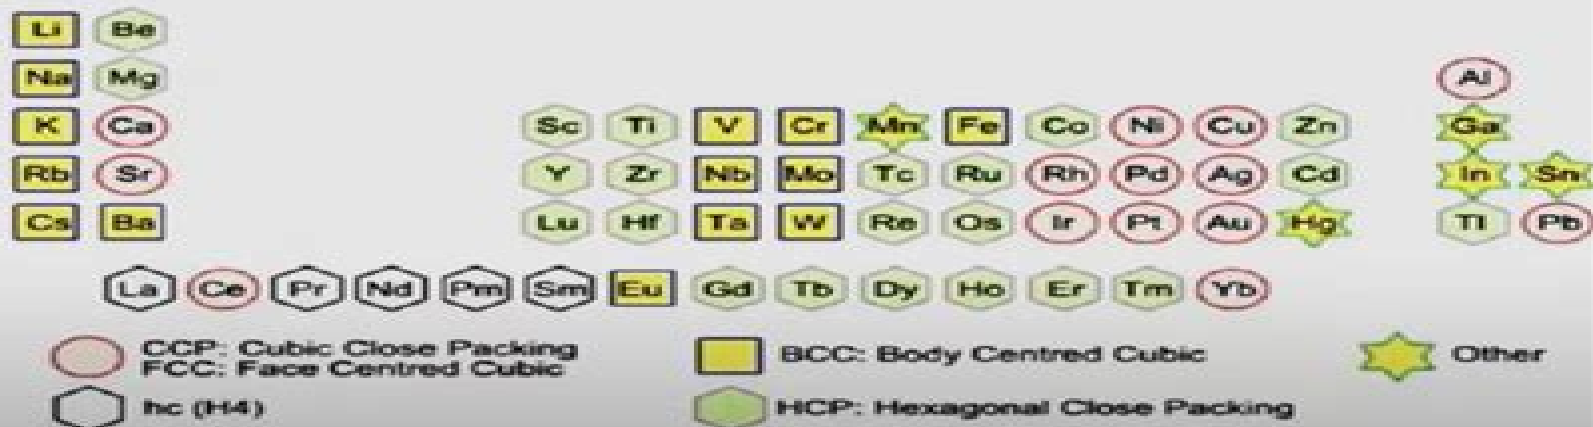 Li Be
Na Mg Al
K Ca Sc Ti V Cr Mn Fe Co Ni Cu Zn Ga
Rb Sr Y Zr Nb Mo Tc Ru Rh Pd Ag Cd In Sn
Cs Ba Lu Hf Ta W Re Os Ir Pt Au Hg Tl Pb
La Ce Pr Nd Pm Sm Eu Gd Tb Dy Ho Er Tm Yb
CCP: Cubic Close Packing
FCC: Face Centred Cubic
BCC: Body Centred Cubic
Other
hc (H4)
HCP: Hexagonal Close Packing